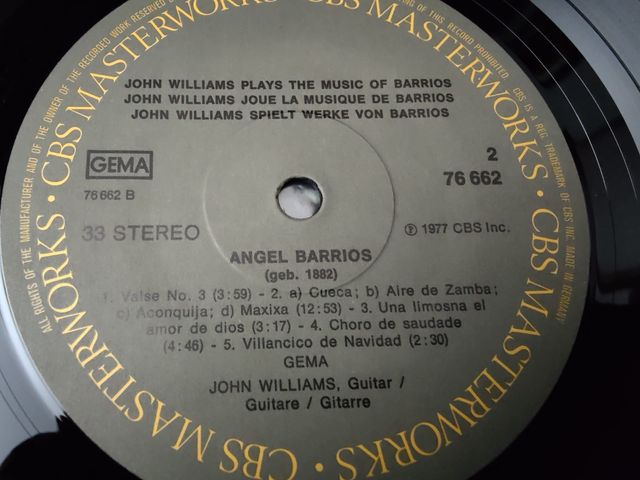 ALL RIGHTS OF THE MANUFACTURER AND OF THE OWNER OF THE RECORDED WORK RESERVED
PROHIBITED · CBS IS A REG. TRADEMARK OF CBS INC. MADE IN GERMANY
CBS MASTERWORKS · CBS MASTERWORKS · CBS MASTERWORKS · CBS MASTERWORKS ·
JOHN WILLIAMS PLAYS THE MUSIC OF BARRIOS
JOHN WILLIAMS JOUE LA MUSIQUE DE BARRIOS
JOHN WILLIAMS SPIELT WERKE VON BARRIOS
GEMA
76 662 B
2
76 662
33 STEREO
℗ 1977 CBS Inc.
ANGEL BARRIOS
(geb. 1882)
1. Valse No. 3 (3:59) - 2. a) Cueca; b) Aire de Zamba;
c) Aconquija; d) Maxixa (12:53) - 3. Una limosna el
amor de dios (3:17) - 4. Choro de saudade
(4:46) - 5. Villancico de Navidad (2:30)
GEMA
JOHN WILLIAMS, Guitar /
Guitare / Gitarre